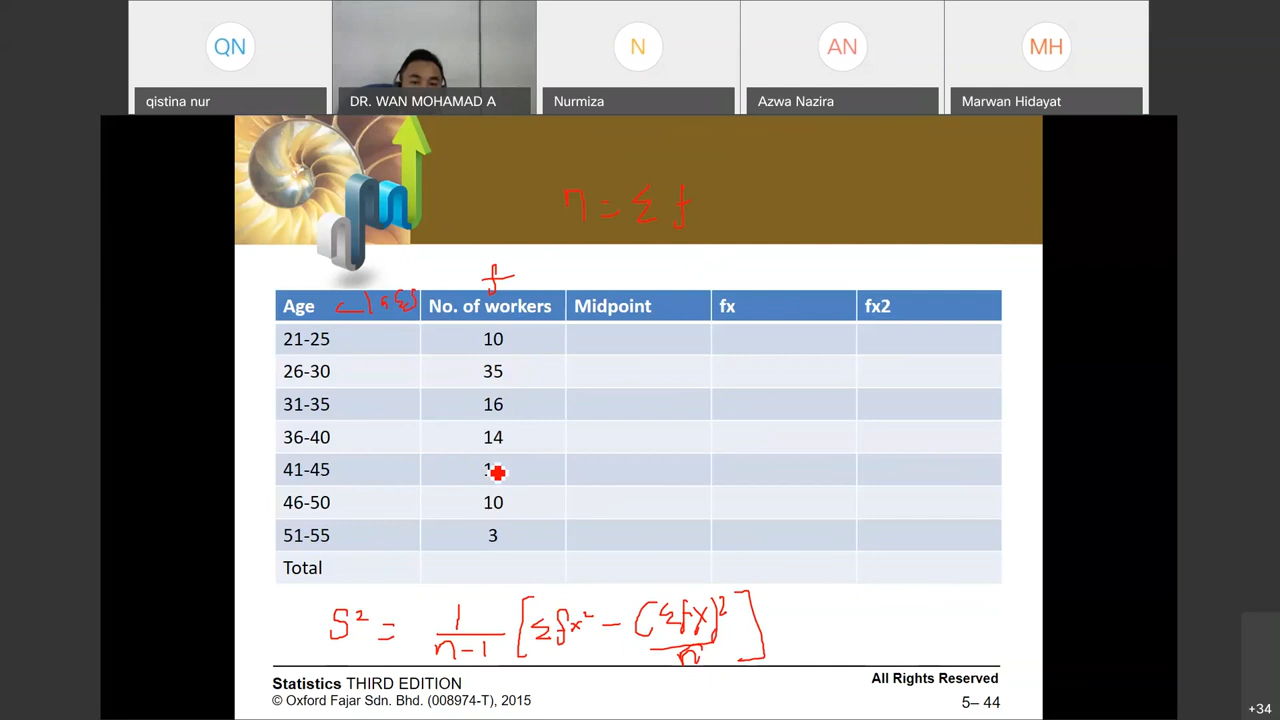 QN N AN MH
qistina nur DR. WAN MOHAMAD A Nurmiza Azwa Nazira Marwan Hidayat
n = Σ f
f
Age class No. of workers Midpoint fx fx2
21-25 10
26-30 35
31-35 16
36-40 14
41-45
46-50 10
51-55 3
Total
S² = 1/(n-1) [Σfx² - (Σfx)²/n]
Statistics THIRD EDITION All Rights Reserved
© Oxford Fajar Sdn. Bhd. (008974-T), 2015 5– 44
+34